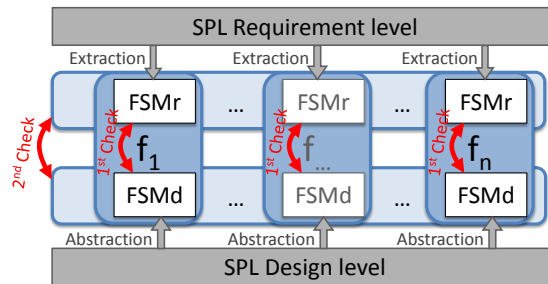 SPL Requirement level
Extraction Extraction Extraction
FSMr ... FSMr ... FSMr
2nd Check
1st Check f1 1st Check f... 1st Check fn
FSMd ... FSMd ... FSMd
Abstraction Abstraction Abstraction
SPL Design level